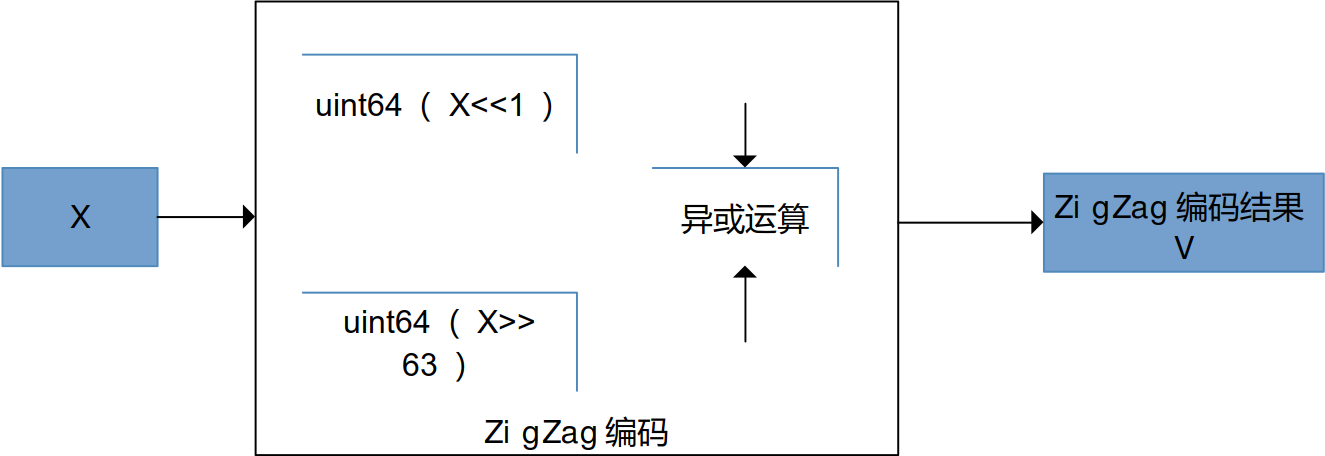 X
uint64 ( X<<1 )
uint64 ( X>>
63 )
异或运算
Zi gZag 编码
Zi gZag 编码结果
V